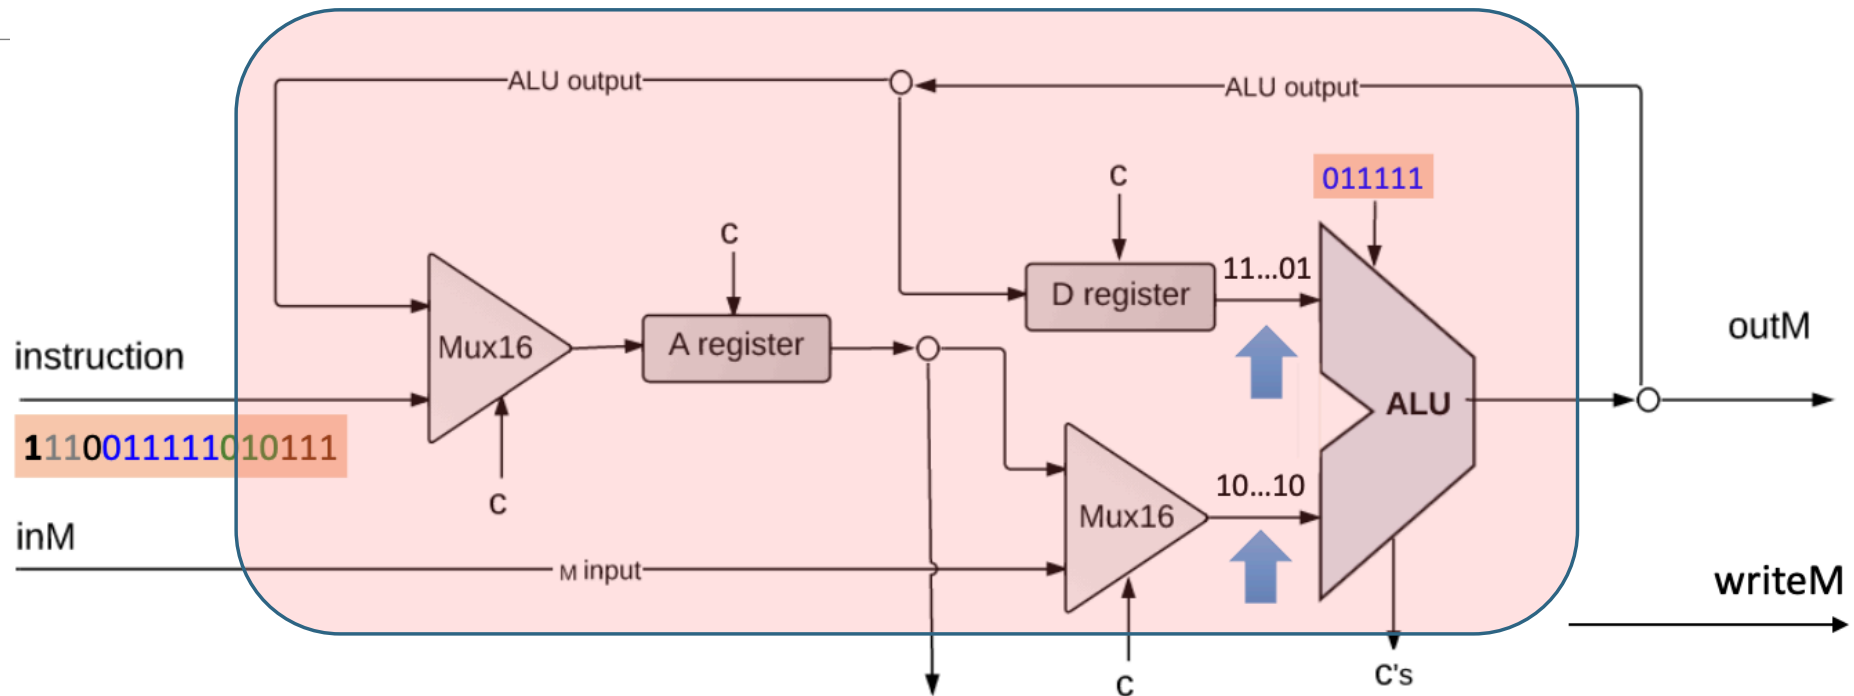 ALU output
ALU output
c
011111
c
11...01
D register
instruction
Mux16
A register
outM
ALU
1110011111010111
c
10...10
inM
Mux16
M input
writeM
c
c's